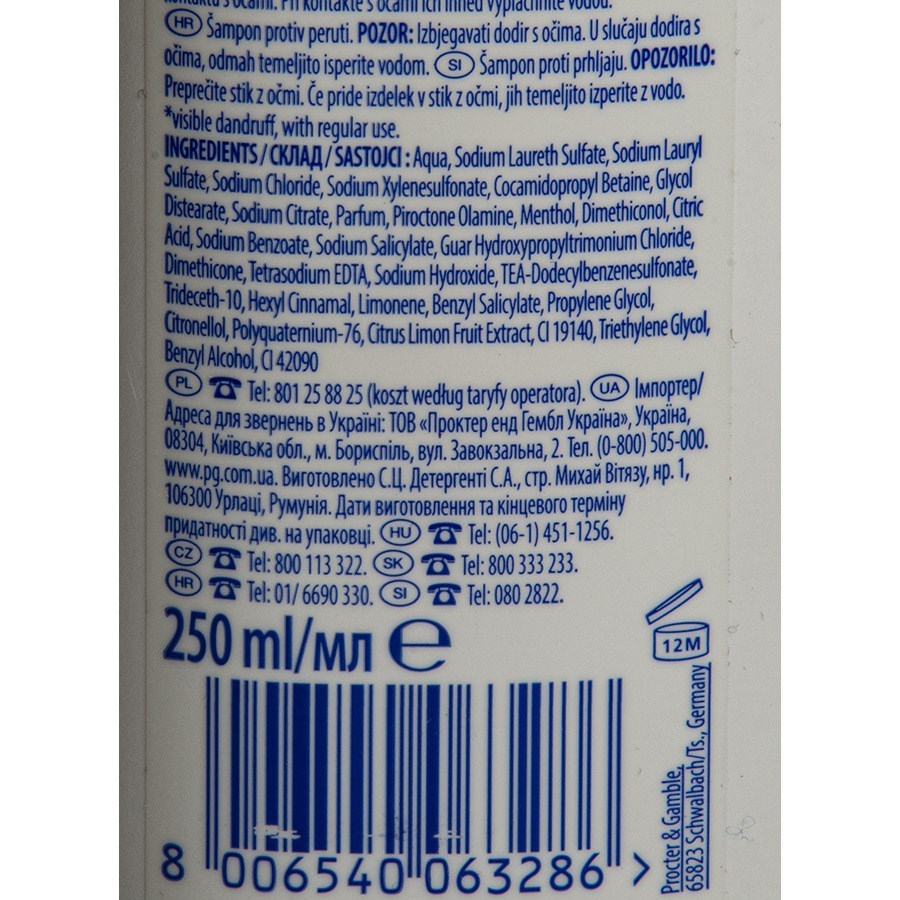 kontaktu s očami. Pri kontakte s očami ich ihneď vypláchnite vodou.
HR Šampon protiv peruti. POZOR: Izbjegavati dodir s očima. U slučaju dodira s
očima, odmah temeljito isperite vodom. SI Šampon proti prhljaju. OPOZORILO:
Preprečite stik z očmi. Če pride izdelek v stik z očmi, jih temeljito izperite z vodo.
*visible dandruff, with regular use.
INGREDIENTS / СКЛАД / SASTOJCI : Aqua, Sodium Laureth Sulfate, Sodium Lauryl
Sulfate, Sodium Chloride, Sodium Xylenesulfonate, Cocamidopropyl Betaine, Glycol
Distearate, Sodium Citrate, Parfum, Piroctone Olamine, Menthol, Dimethiconol, Citric
Acid, Sodium Benzoate, Sodium Salicylate, Guar Hydroxypropyltrimonium Chloride,
Dimethicone, Tetrasodium EDTA, Sodium Hydroxide, TEA-Dodecylbenzenesulfonate,
Trideceth-10, Hexyl Cinnamal, Limonene, Benzyl Salicylate, Propylene Glycol,
Citronellol, Polyquaternium-76, Citrus Limon Fruit Extract, CI 19140, Triethylene Glycol,
Benzyl Alcohol, CI 42090
PL ☎ Tel: 801 25 88 25 (koszt według taryfy operatora). UA Імпортер/
Адреса для звернень в Україні: ТОВ «Проктер енд Гембл Україна», Україна,
08304, Київська обл., м. Бориспіль, вул. Завокзальна, 2. Тел. (0-800) 505-000.
www.pg.com.ua. Виготовлено С.Ц. Детергенті С.А., стр. Михай Вітязу, нр. 1,
106300 Урлаці, Румунія. Дати виготовлення та кінцевого терміну
придатності див. на упаковці. HU ☎ Tel: (06-1) 451-1256.
CZ ☎ Tel: 800 113 322. SK ☎ Tel: 800 333 233.
HR ☎ Tel: 01/ 6690 330. SI ☎ Tel: 080 2822.
250 ml/мл ℮
12M
Procter & Gamble,
65823 Schwalbach/Ts., Germany
8 006540 063286 >